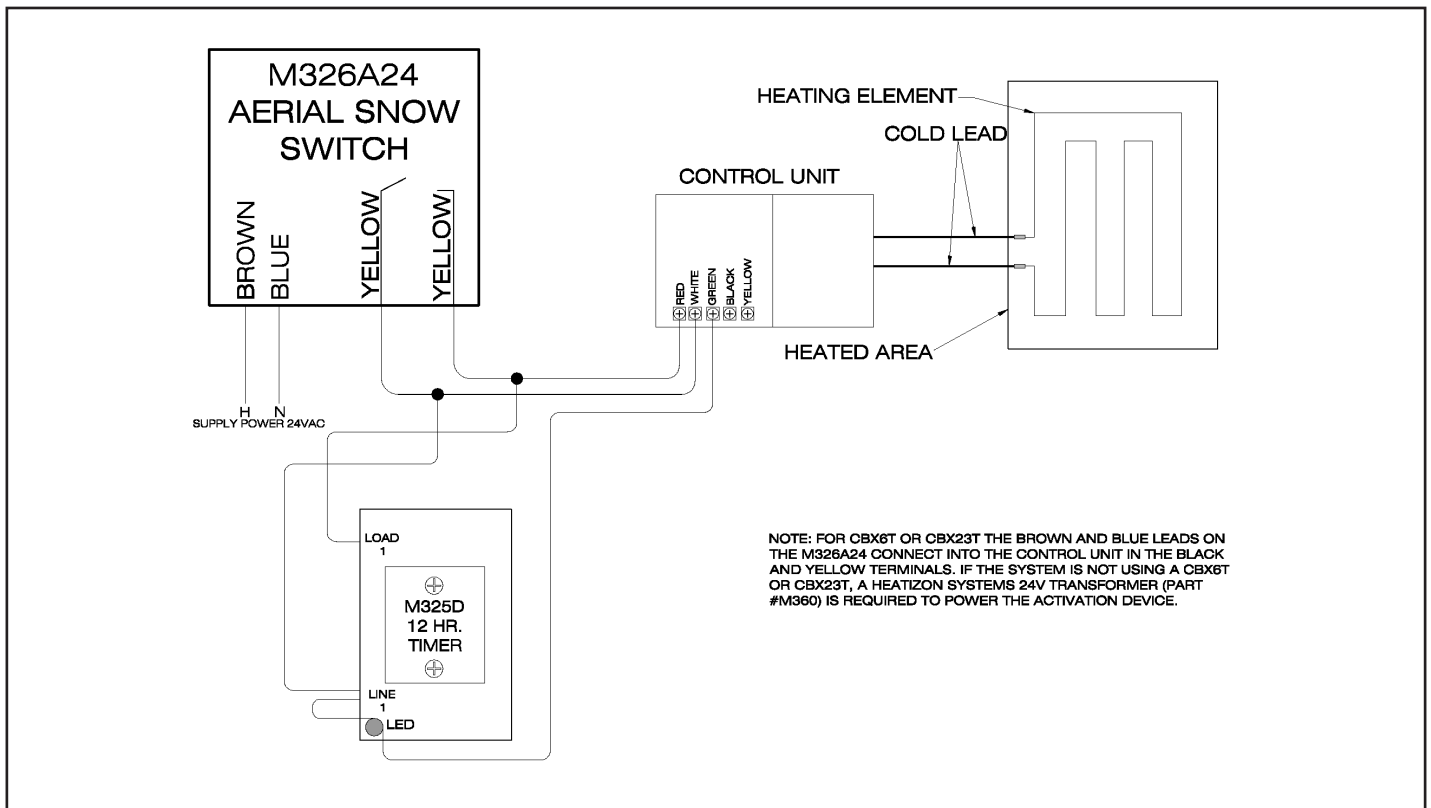 M326A24
AERIAL SNOW
SWITCH
BROWN
BLUE
YELLOW
YELLOW
H N
SUPPLY POWER 24VAC
CONTROL UNIT
RED
WHITE
GREEN
BLACK
YELLOW
HEATING ELEMENT
COLD LEAD
HEATED AREA
LOAD
1
M325D
12 HR.
TIMER
LINE
1
LED
NOTE: FOR CBX6T OR CBX23T THE BROWN AND BLUE LEADS ON
THE M326A24 CONNECT INTO THE CONTROL UNIT IN THE BLACK
AND YELLOW TERMINALS. IF THE SYSTEM IS NOT USING A CBX6T
OR CBX23T, A HEATIZON SYSTEMS 24V TRANSFORMER (PART
#M360) IS REQUIRED TO POWER THE ACTIVATION DEVICE.